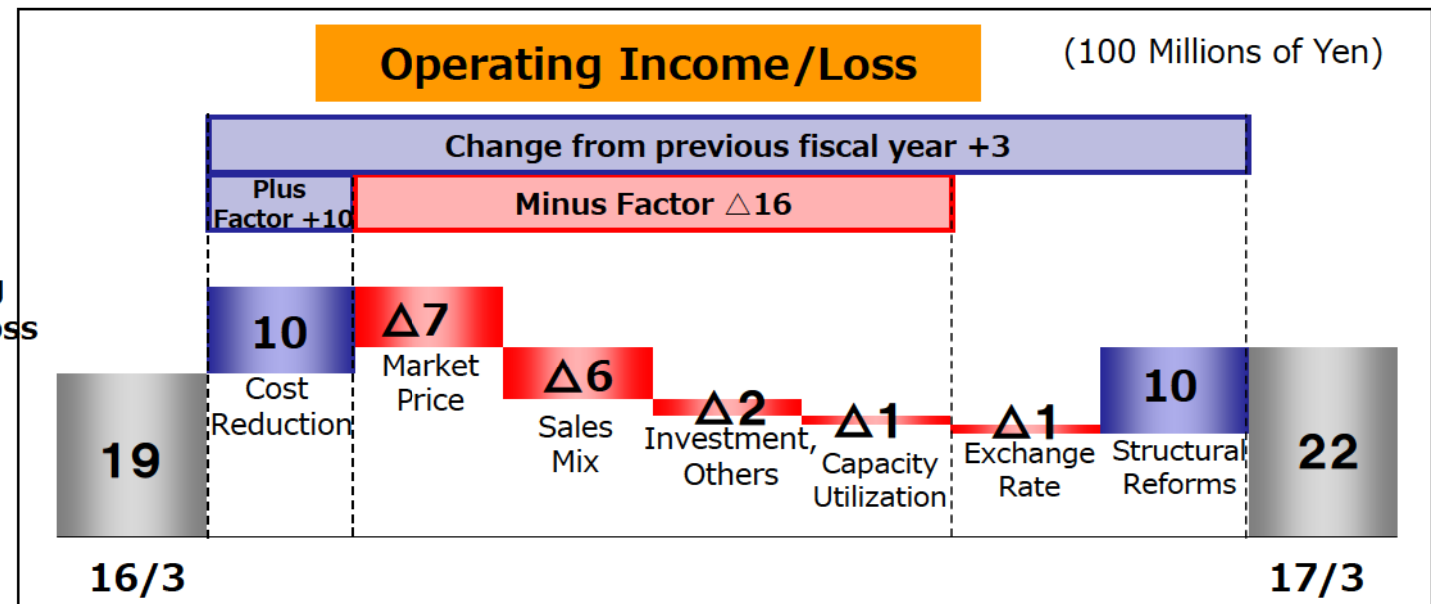 Operating Income/Loss
(100 Millions of Yen)
Change from previous fiscal year +3
Plus
Factor +10
Minus Factor △16
oss
19
10
Cost
Reduction
△7
Market
Price
△6
Sales
Mix
△2
Investment,
Others
△1
Capacity
Utilization
△1
Exchange
Rate
10
Structural
Reforms
22
16/3
17/3